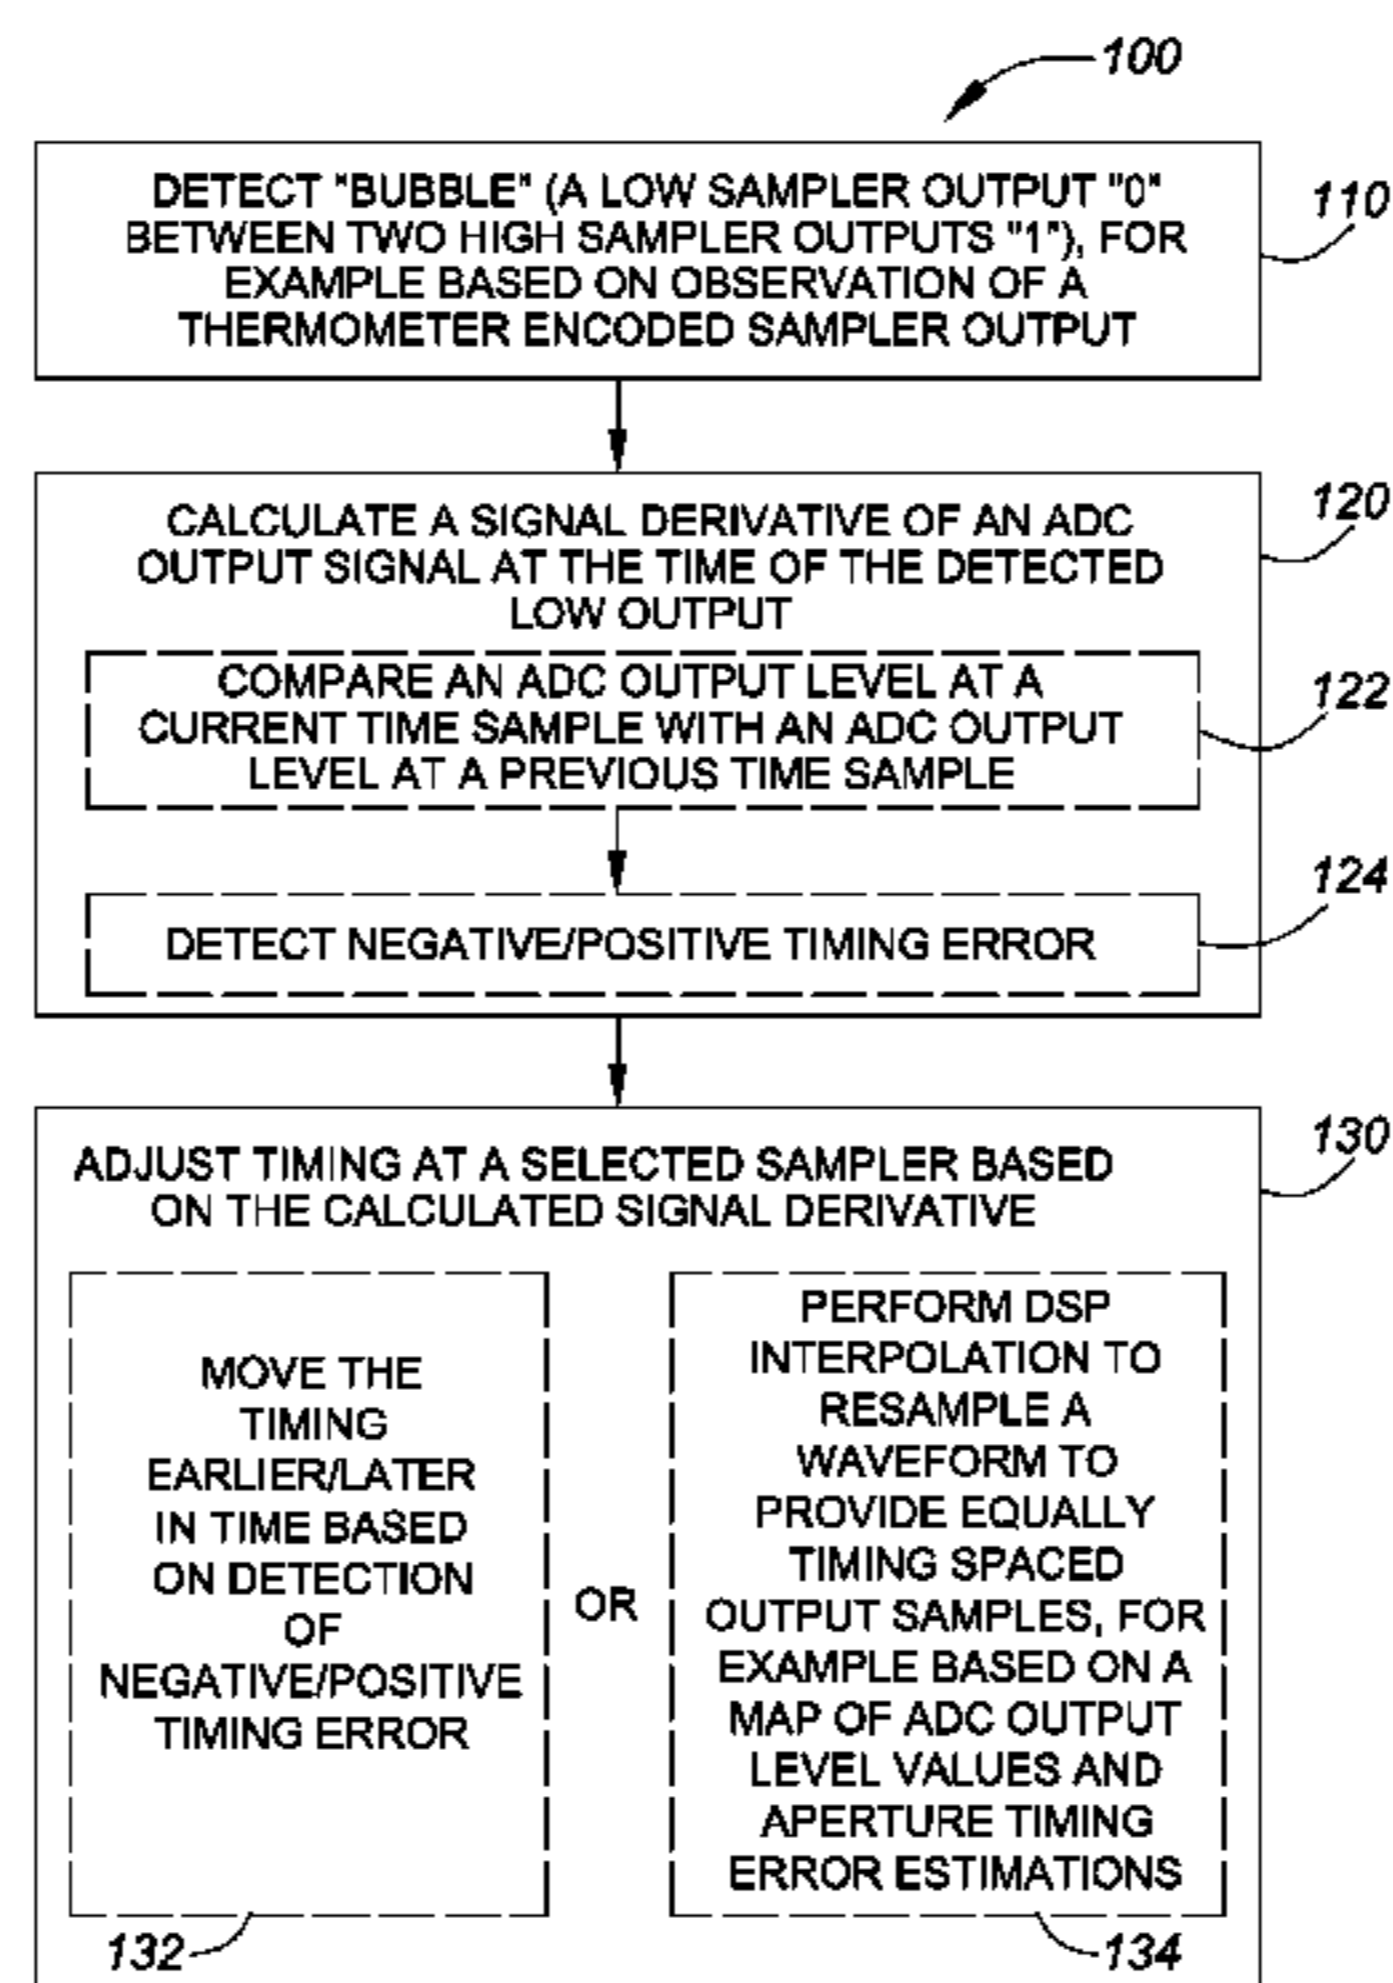 100
DETECT "BUBBLE" (A LOW SAMPLER OUTPUT "0"
BETWEEN TWO HIGH SAMPLER OUTPUTS "1"), FOR
EXAMPLE BASED ON OBSERVATION OF A
THERMOMETER ENCODED SAMPLER OUTPUT
110
CALCULATE A SIGNAL DERIVATIVE OF AN ADC
OUTPUT SIGNAL AT THE TIME OF THE DETECTED
LOW OUTPUT
120
COMPARE AN ADC OUTPUT LEVEL AT A
CURRENT TIME SAMPLE WITH AN ADC OUTPUT
LEVEL AT A PREVIOUS TIME SAMPLE
122
DETECT NEGATIVE/POSITIVE TIMING ERROR
124
ADJUST TIMING AT A SELECTED SAMPLER BASED
ON THE CALCULATED SIGNAL DERIVATIVE
130
MOVE THE
TIMING
EARLIER/LATER
IN TIME BASED
ON DETECTION
OF
NEGATIVE/POSITIVE
TIMING ERROR
132
OR
PERFORM DSP
INTERPOLATION TO
RESAMPLE A
WAVEFORM TO
PROVIDE EQUALLY
TIMING SPACED
OUTPUT SAMPLES, FOR
EXAMPLE BASED ON A
MAP OF ADC OUTPUT
LEVEL VALUES AND
APERTURE TIMING
ERROR ESTIMATIONS
134